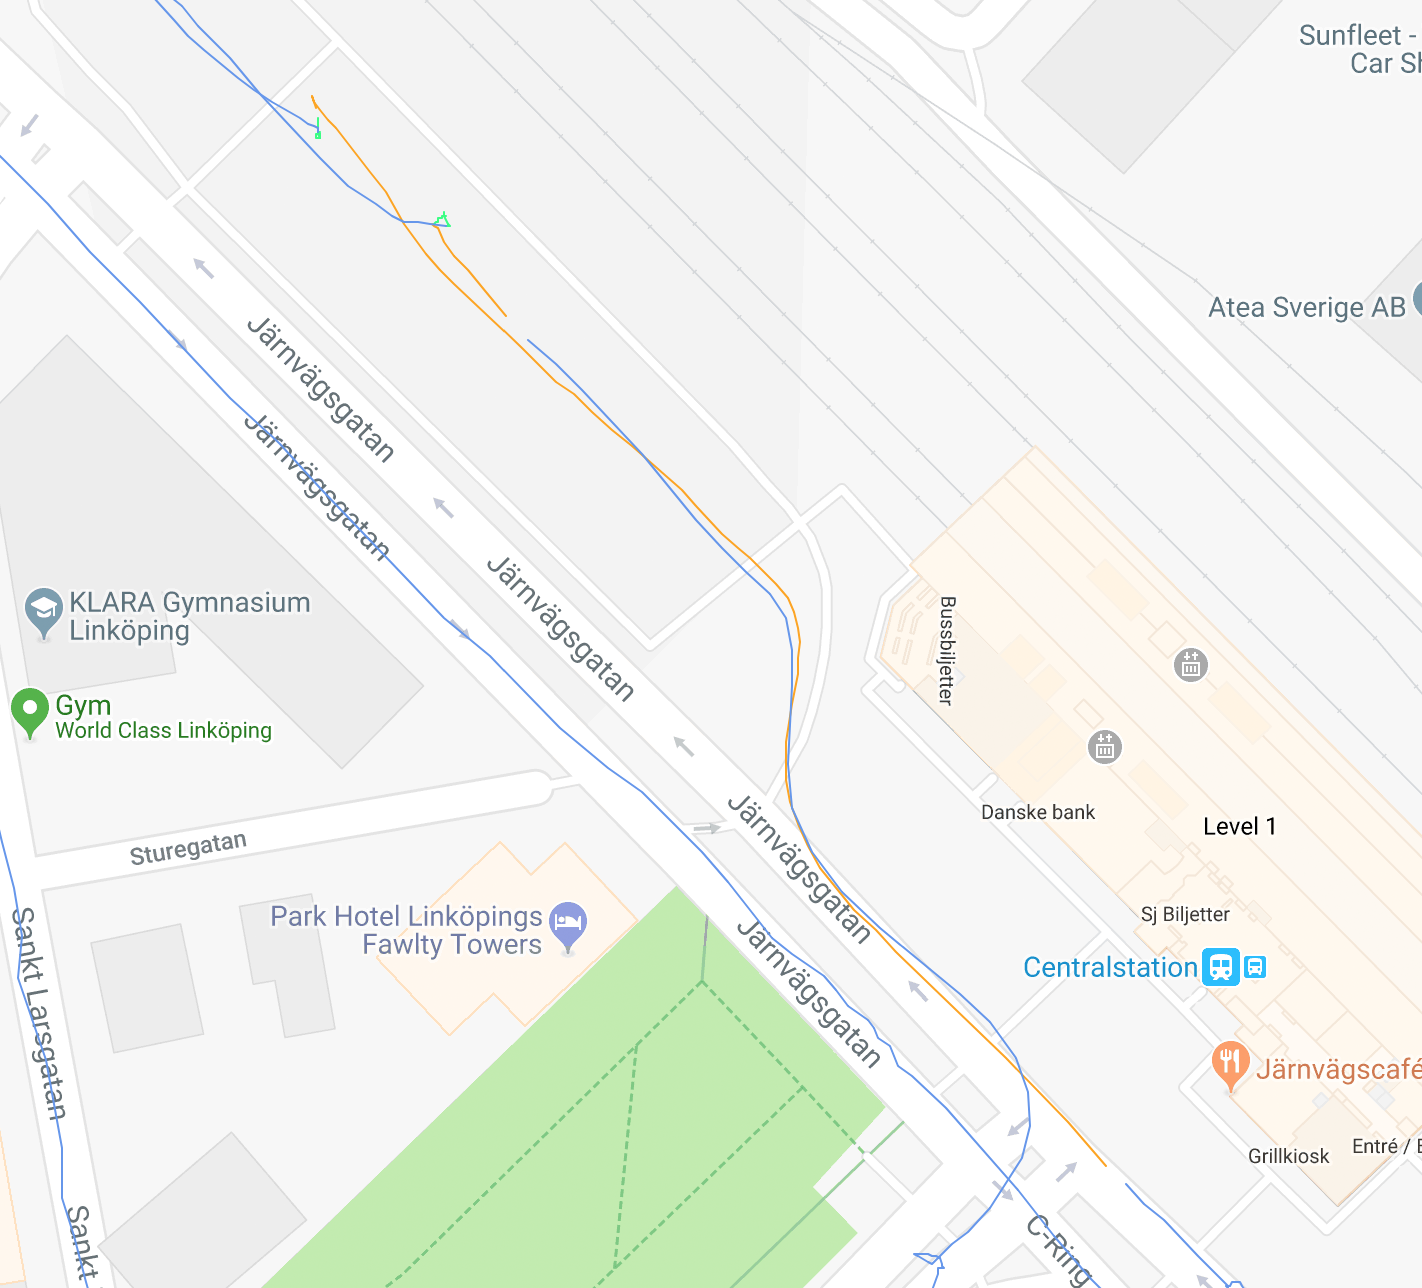 Sunfleet -
Car Sh
Atea Sverige AB
Järnvägsgatan
Järnvägsgatan
Järnvägsgatan
KLARA Gymnasium
Linköping
Bussbiljetter
Gym
World Class Linköping
Järnvägsgatan
Danske bank
Level 1
Sturegatan
Park Hotel Linköpings
Fawlty Towers
Sj Biljetter
Järnvägsgatan
Centralstation
Sankt Larsgatan
Järnvägscafé
Grillkiosk
Entré / E
Sankt
C-Ring